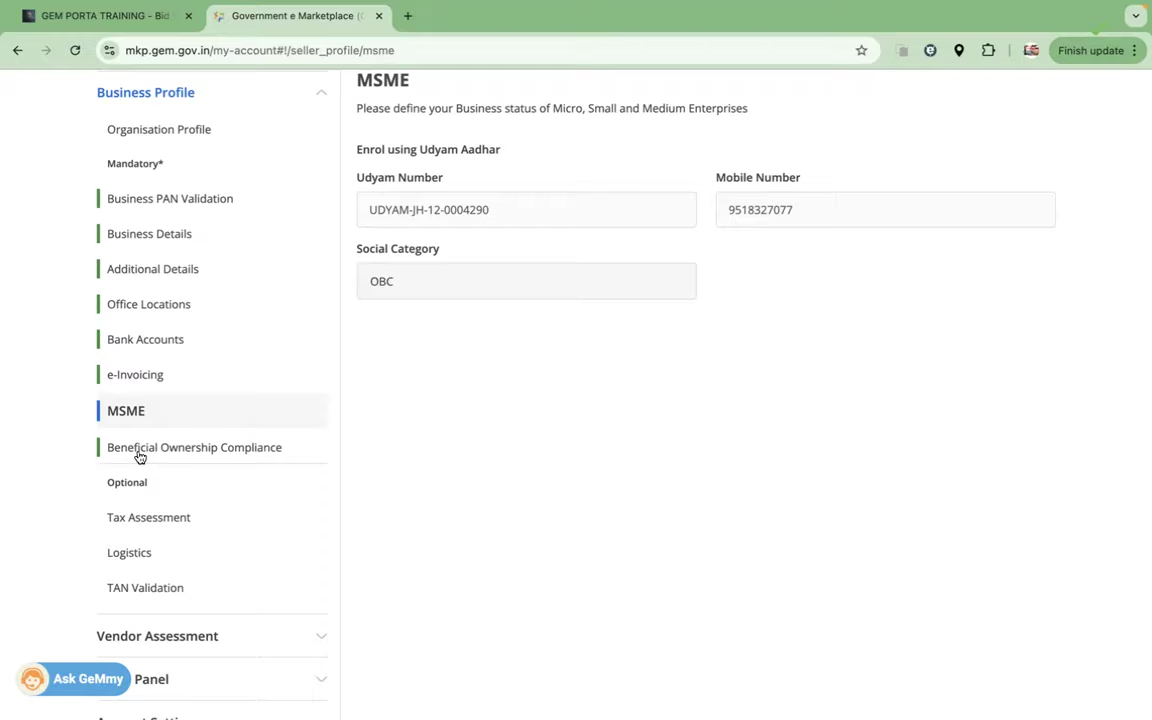 GEM PORTA TRAINING - Bid
Government e Marketplace (
mkp.gem.gov.in/my-account#!/seller_profile/msme
Finish update
Business Profile
Organisation Profile
Mandatory*
Business PAN Validation
Business Details
Additional Details
Office Locations
Bank Accounts
e-Invoicing
MSME
Beneficial Ownership Compliance
Optional
Tax Assessment
Logistics
TAN Validation
Vendor Assessment
Panel
Ask GeMmy
MSME
Please define your Business status of Micro, Small and Medium Enterprises
Enrol using Udyam Aadhar
Udyam Number
Mobile Number
UDYAM-JH-12-0004290
9518327077
Social Category
OBC